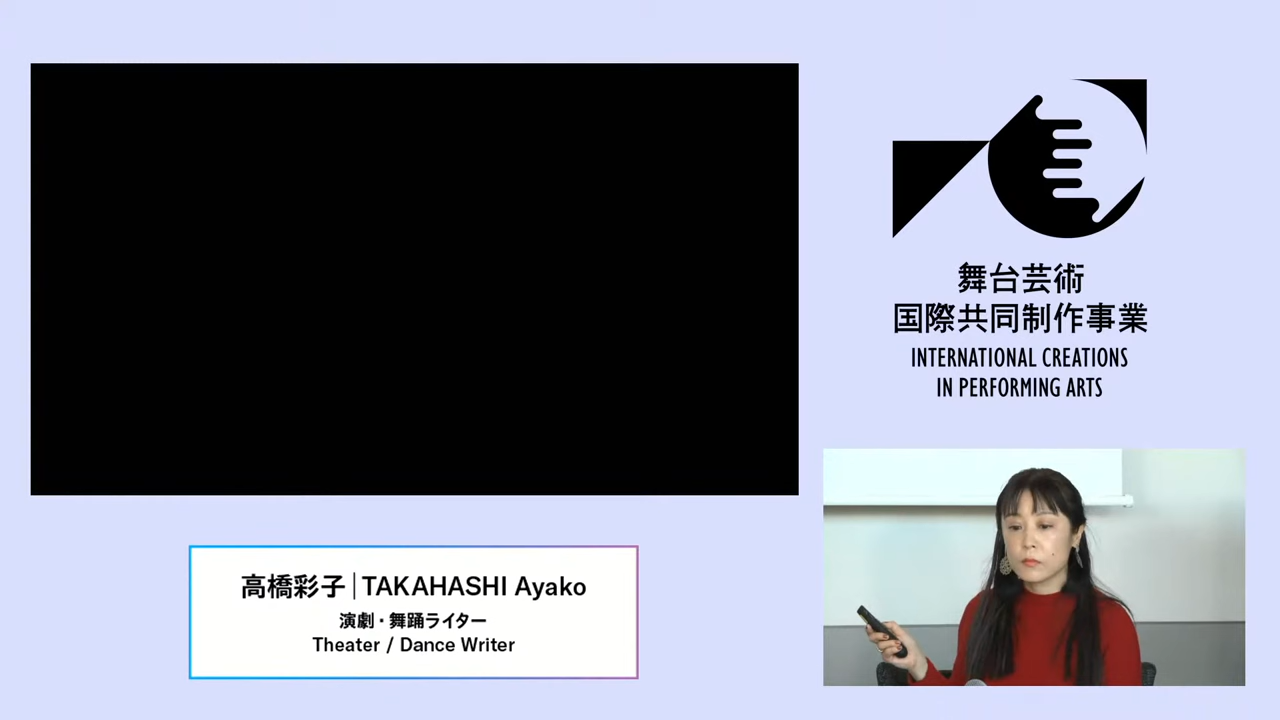 舞台芸術
国際共同制作事業
INTERNATIONAL CREATIONS
IN PERFORMING ARTS
高橋彩子|TAKAHASHI Ayako
演劇・舞踊ライター
Theater / Dance Writer